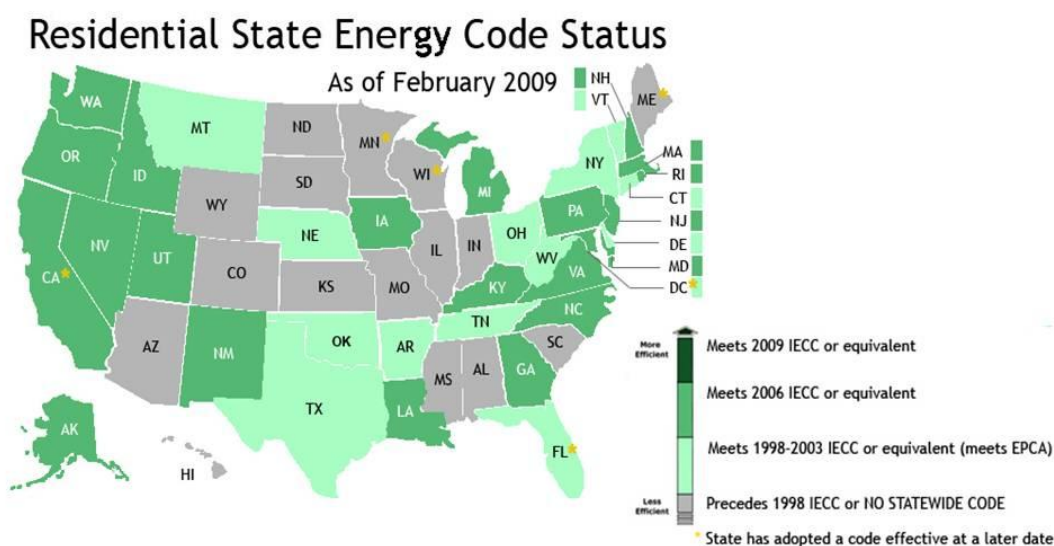 Residential State Energy Code Status
As of February 2009
NH
VT
ME
WA
MT
ND
MN
OR
ID
SD
WI
NY
MA
RI
CT
NJ
DE
MD
DC
WY
MI
IA
PA
NV
NE
IL
IN
OH
WV
VA
CA
UT
CO
KS
MO
KY
NC
TN
AZ
NM
OK
AR
SC
MS
AL
GA
TX
LA
FL
AK
HI
More
Efficient
Meets 2009 IECC or equivalent
Meets 2006 IECC or equivalent
Meets 1998-2003 IECC or equivalent (meets EPCA)
Less
Efficient
Precedes 1998 IECC or NO STATEWIDE CODE
* State has adopted a code effective at a later date